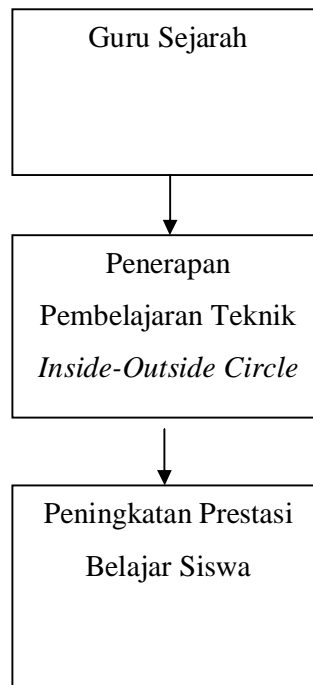 Guru Sejarah
Penerapan
Pembelajaran Teknik
Inside-Outside Circle
Peningkatan Prestasi
Belajar Siswa